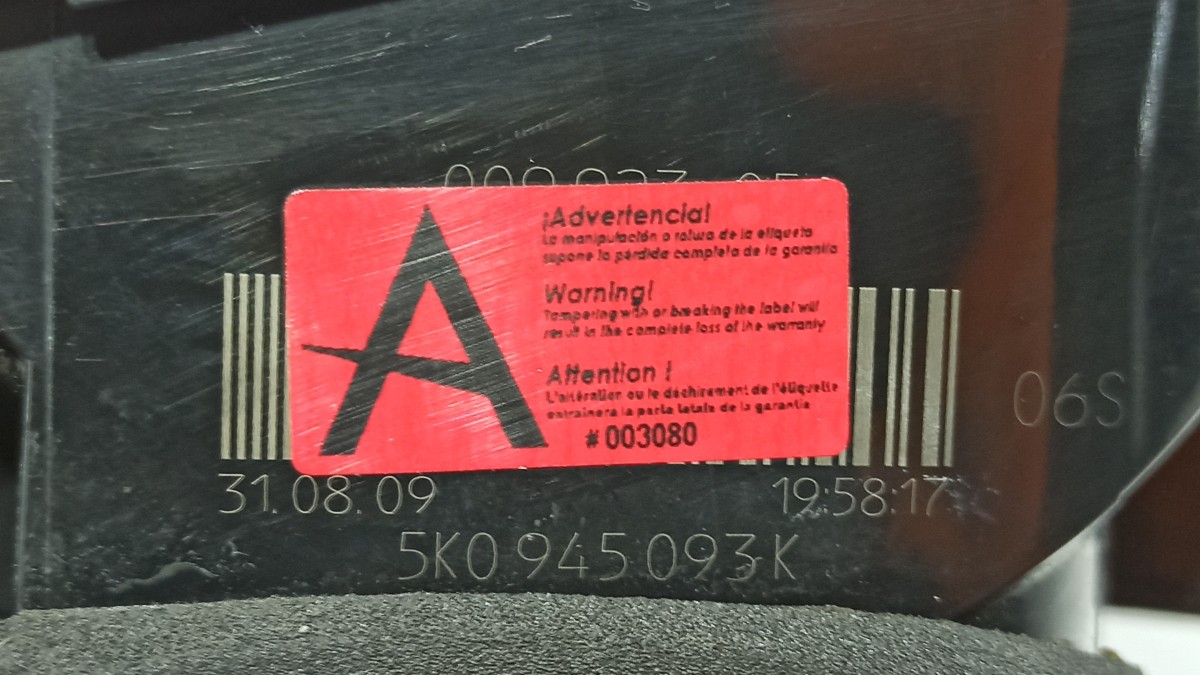 A
¡Advertencia!
La manipulación o rotura de la etiqueta
supone la pérdida completa de la garantía
Warning!
Tampering with or breaking the label will
result in the complete loss of the warranty
Attention !
L'altération ou le déchirement de l'étiquette
entrainera la perte totale de la garantie
#003080
06S
31.08.09
19:58:17
5K0 945 093 K